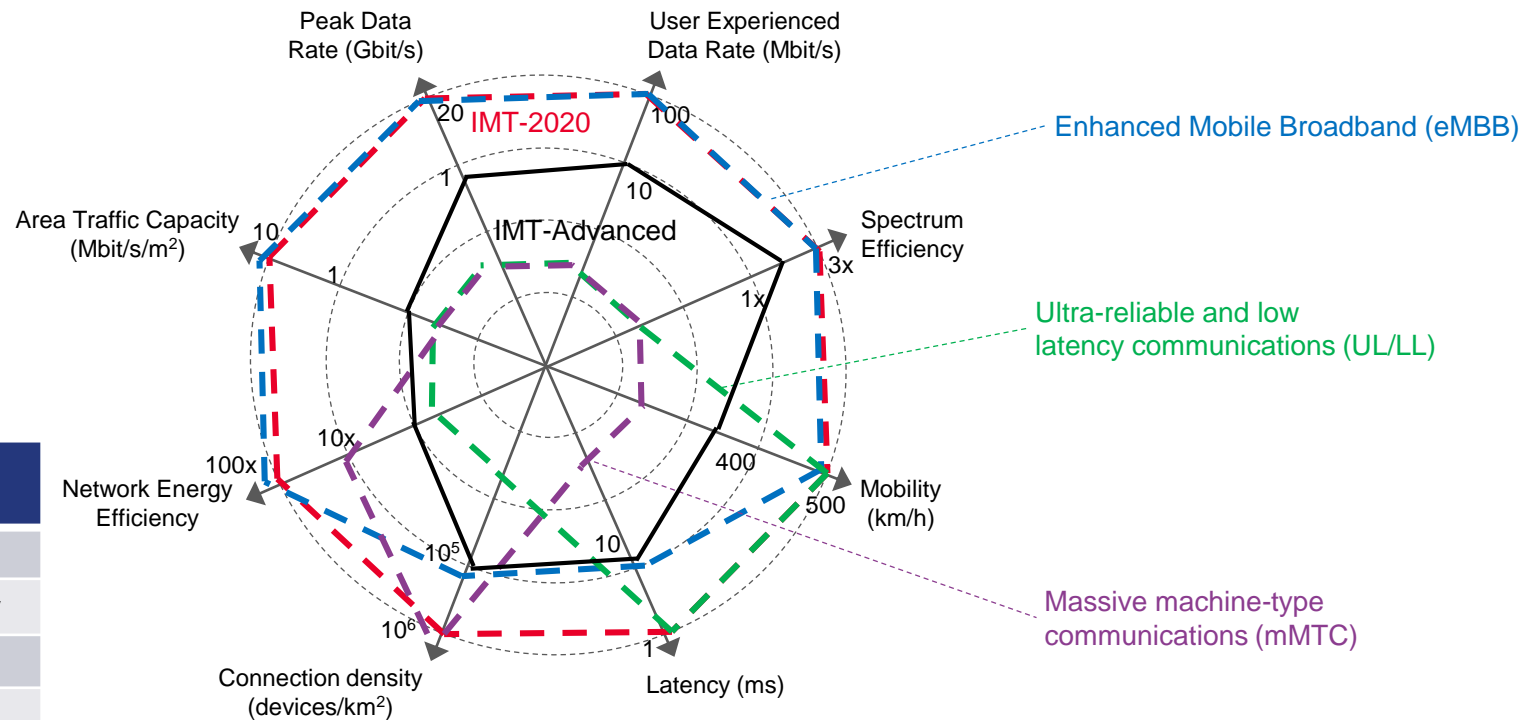 Peak Data
Rate (Gbit/s)
User Experienced
Data Rate (Mbit/s)
20
IMT-2020
100
Enhanced Mobile Broadband (eMBB)
1
10
Area Traffic Capacity
(Mbit/s/m²)
10
IMT-Advanced
Spectrum
Efficiency
3x
1
1x
Ultra-reliable and low
latency communications (UL/LL)
10x
400
100x
Network Energy
Efficiency
Mobility
(km/h)
500
10⁵
10
Massive machine-type
communications (mMTC)
10⁶
1
Connection density
(devices/km²)
Latency (ms)